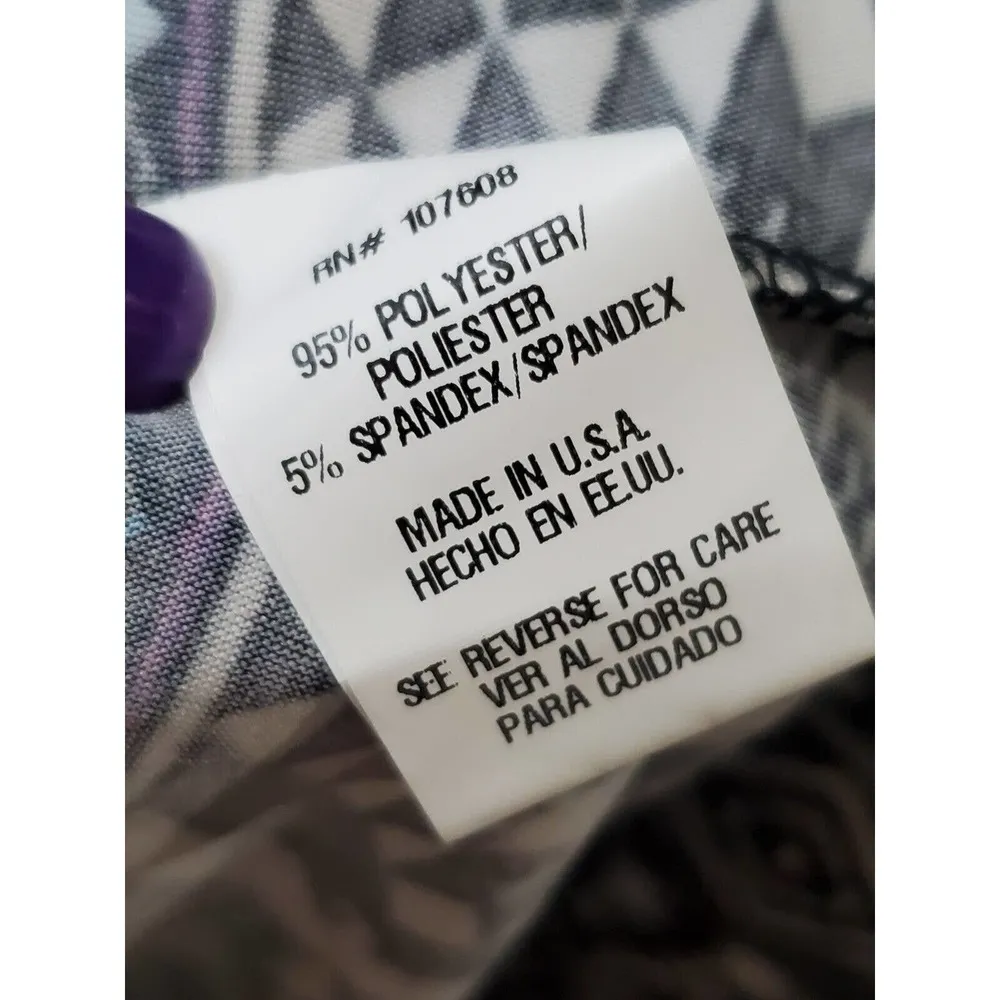 RN# 107608
95% POLYESTER/
POLIESTER
5% SPANDEX/SPANDEX
MADE IN U.S.A.
HECHO EN EE.UU.
SEE REVERSE FOR CARE
VER AL DORSO
PARA CUIDADO